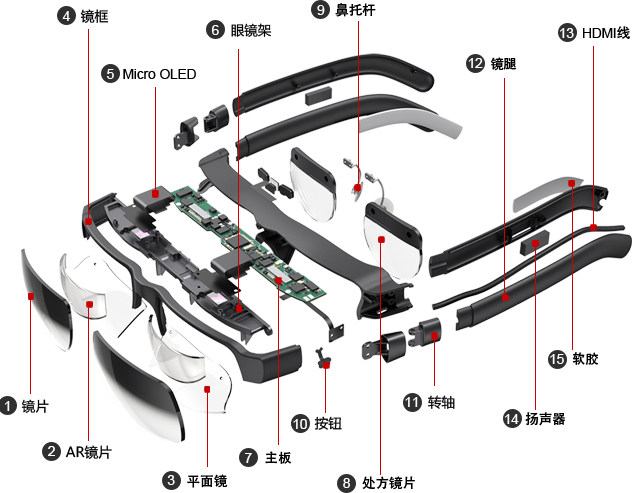 4 镜框
5 Micro OLED
6 眼镜架
9 鼻托杆
12 镜腿
13 HDMI线
1 镜片
2 AR镜片
3 平面镜
7 主板
10 按钮
8 处方镜片
11 转轴
14 扬声器
15 软胶